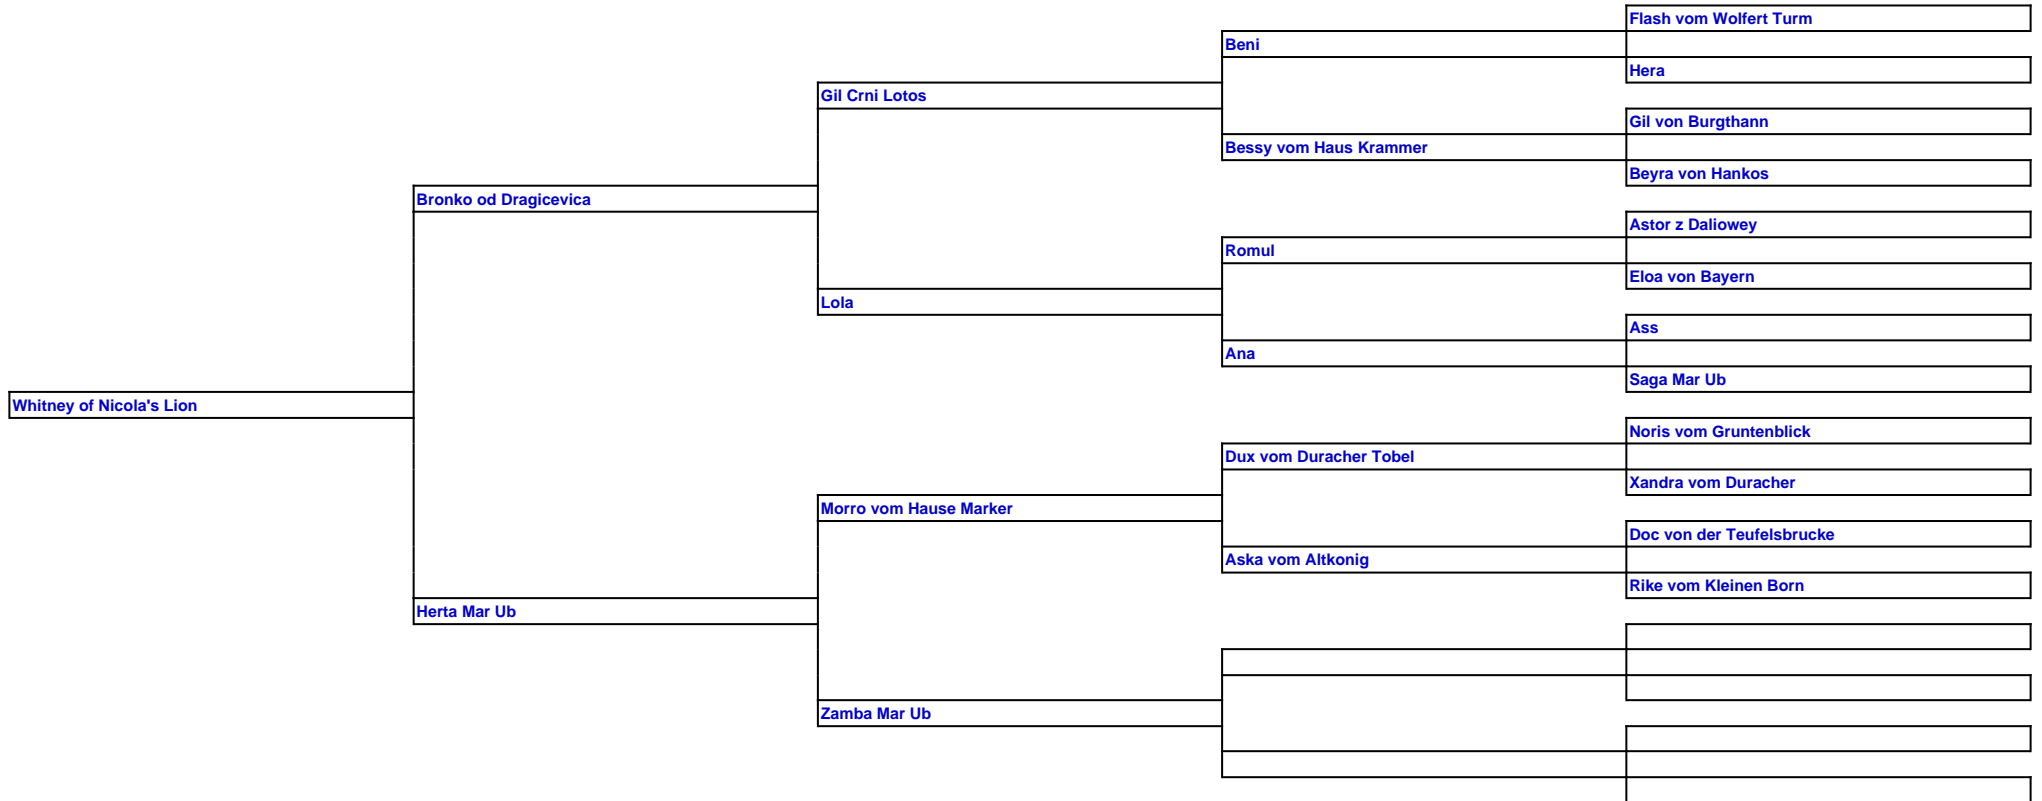 Flash vom Wolfert Turm
Beni
Hera
Gil Crni Lotos
Gil von Burgthann
Bessy vom Haus Krammer
Beyra von Hankos
Bronko od Dragicevica
Astor z Daliowey
Romul
Eloa von Bayern
Lola
Ass
Ana
Saga Mar Ub
Whitney of Nicola's Lion
Noris vom Gruntenblick
Dux vom Duracher Tobel
Xandra vom Duracher
Morro vom Hause Marker
Doc von der Teufelsbrucke
Aska vom Altkonig
Rike vom Kleinen Born
Herta Mar Ub
Zamba Mar Ub